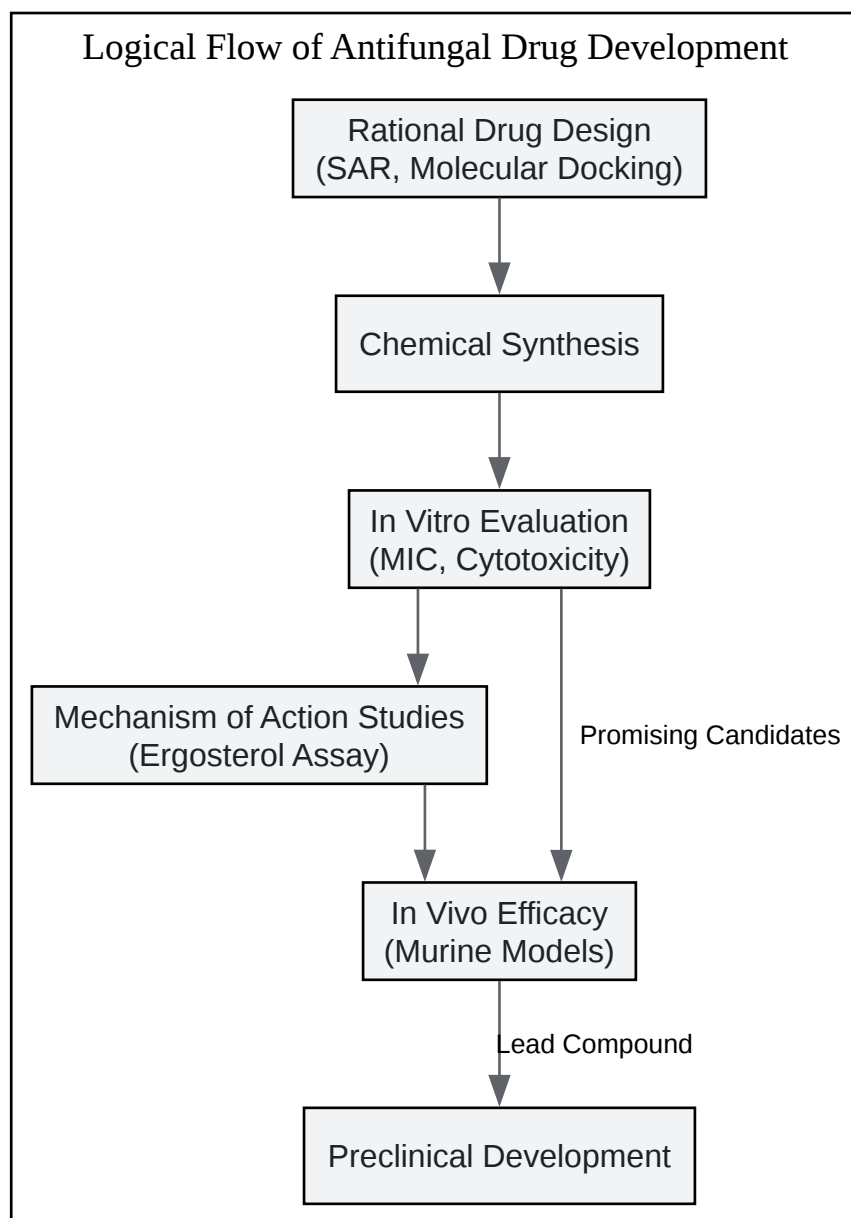 Logical Flow of Antifungal Drug Development
Rational Drug Design
(SAR, Molecular Docking)
Chemical Synthesis
In Vitro Evaluation
(MIC, Cytotoxicity)
Mechanism of Action Studies
(Ergosterol Assay)
Promising Candidates
In Vivo Efficacy
(Murine Models)
Lead Compound
Preclinical Development